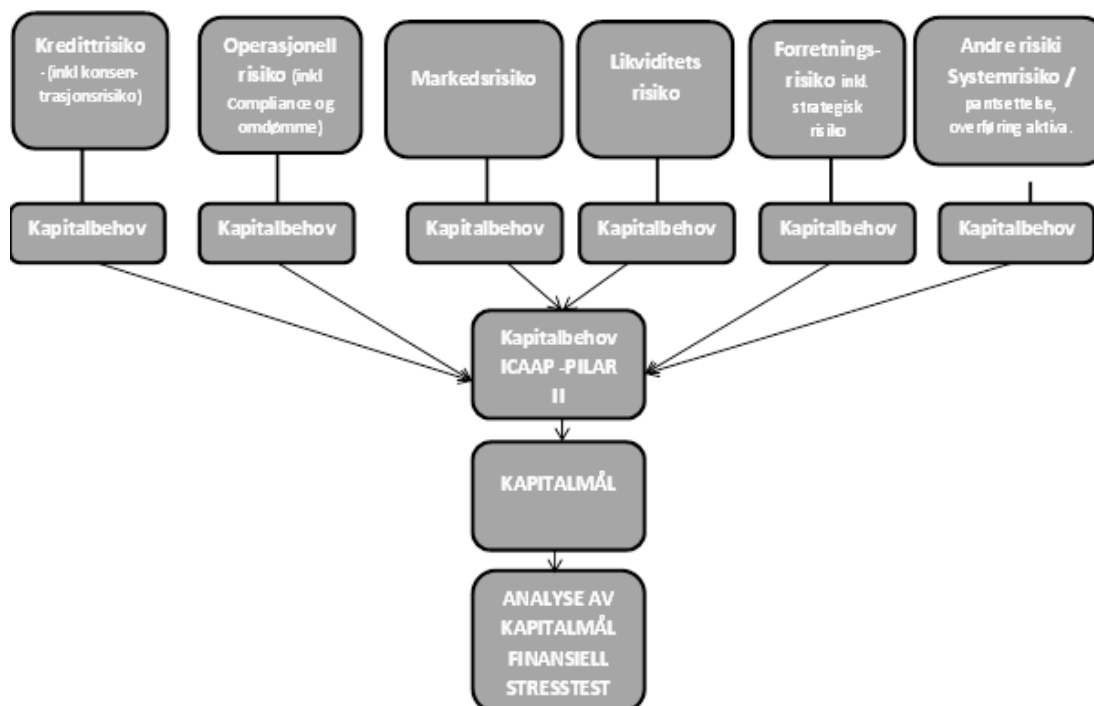 Kredittrisiko
- (inkl konsen-
trasjonsrisiko)
Operasjonell
risiko (inkl
Compliance og
omdømme)
Markedsrisiko
Likviditets
risiko
Forretnings-
risiko inkl.
strategisk
risiko
Andre risiki
Systemrisiko /
pantsettelse,
overføring aktiva.
Kapitalbehov
Kapitalbehov
Kapitalbehov
Kapitalbehov
Kapitalbehov
Kapitalbehov
Kapitalbehov
ICAAP -PILAR
II
KAPITALMÅL
ANALYSE AV
KAPITALMÅL
FINANSIELL
STRESSTEST